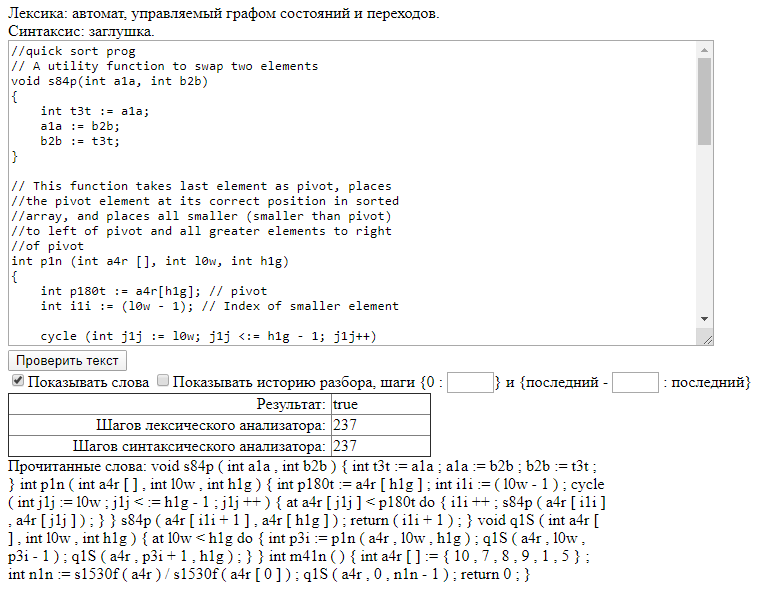 Лексика: автомат, управляемый графом состояний и переходов.
Синтаксис: заглушка.
//quick sort prog
// A utility function to swap two elements
void s84p(int a1a, int b2b)
{
    int t3t := a1a;
    a1a := b2b;
    b2b := t3t;
}

// This function takes last element as pivot, places
//the pivot element at its correct position in sorted
//array, and places all smaller (smaller than pivot)
//to left of pivot and all greater elements to right
//of pivot
int p1n (int a4r [], int l0w, int h1g)
{
    int p180t := a4r[h1g]; // pivot
    int i1i := (l0w - 1); // Index of smaller element

    cycle (int j1j := l0w; j1j <:= h1g - 1; j1j++)
Проверить текст
Показывать слова Показывать историю разбора, шаги {0 : } и {последний - : последний}
Результат: true
Шагов лексического анализатора: 237
Шагов синтаксического анализатора: 237
Прочитанные слова: void s84p ( int a1a , int b2b ) { int t3t := a1a ; a1a := b2b ; b2b := t3t ;
} int p1n ( int a4r [ ] , int l0w , int h1g ) { int p180t := a4r [ h1g ] ; int i1i := ( l0w - 1 ) ; cycle
( int j1j := l0w ; j1j < := h1g - 1 ; j1j ++ ) { at a4r [ j1j ] < p180t do { i1i ++ ; s84p ( a4r [ i1i ]
, a4r [ j1j ] ) ; } } s84p ( a4r [ i1i + 1 ] , a4r [ h1g ] ) ; return ( i1i + 1 ) ; } void q1S ( int a4r [
] , int l0w , int h1g ) { at l0w < h1g do { int p3i := p1n ( a4r , l0w , h1g ) ; q1S ( a4r , l0w ,
p3i - 1 ) ; q1S ( a4r , p3i + 1 , h1g ) ; } } int m41n ( ) { int a4r [ ] := { 10 , 7 , 8 , 9 , 1 , 5 } ;
int n1n := s1530f ( a4r ) / s1530f ( a4r [ 0 ] ) ; q1S ( a4r , 0 , n1n - 1 ) ; return 0 ; }